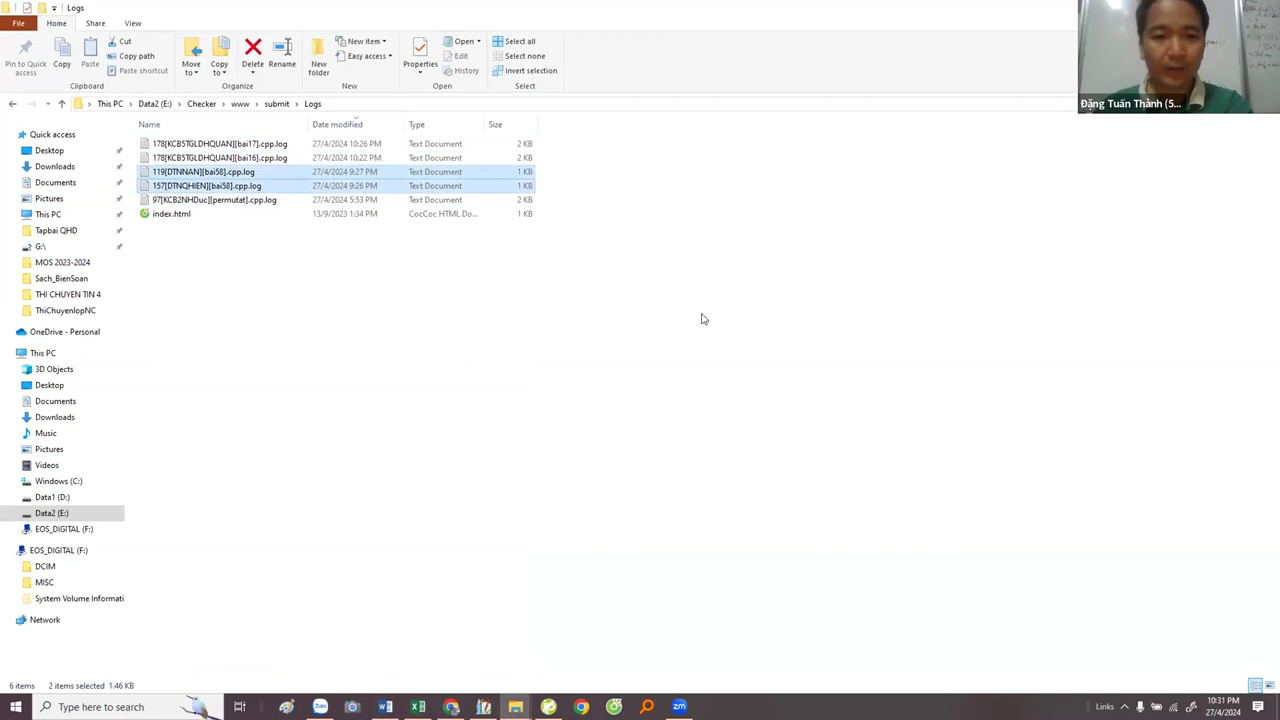 Logs
File Home Share View
Pin to Quick access
Copy
Paste
Cut
Copy path
Paste shortcut
Clipboard
Move to
Copy to
Delete
Rename
Organize
New folder
New item
Easy access
New
Properties
Open
Edit
History
Open
Select all
Select none
Invert selection
Select
This PC > Data2 (E:) > Checker > www > submit > Logs
Name Date modified Type Size
178[KCB5TGLDHQUAN][bai17].cpp.log 27/4/2024 10:26 PM Text Document 2 KB
178[KCB5TGLDHQUAN][bai16].cpp.log 27/4/2024 10:22 PM Text Document 2 KB
119[DTNNAN][bai58].cpp.log 27/4/2024 9:27 PM Text Document 1 KB
157[DTNQHIEN][bai58].cpp.log 27/4/2024 9:26 PM Text Document 1 KB
97[KCB2NHDuc][permutat].cpp.log 27/4/2024 5:53 PM Text Document 2 KB
index.html 13/9/2023 1:34 PM CocCoc HTML Do... 1 KB
Quick access
Desktop
Downloads
Documents
Pictures
This PC
Tapbai QHD
G:\
MOS 2023-2024
Sach_BienSoan
THI CHUYEN TIN 4
ThiChuyenlopNC
OneDrive - Personal
This PC
3D Objects
Desktop
Documents
Downloads
Music
Pictures
Videos
Windows (C:)
Data1 (D:)
Data2 (E:)
EOS_DIGITAL (F:)
EOS_DIGITAL (F:)
DCIM
MISC
System Volume Informati
Network
Đặng Tuấn Thành (5...
6 items 2 items selected 1.46 KB
Type here to search
Zalo
zm
Links
10:31 PM
27/4/2024